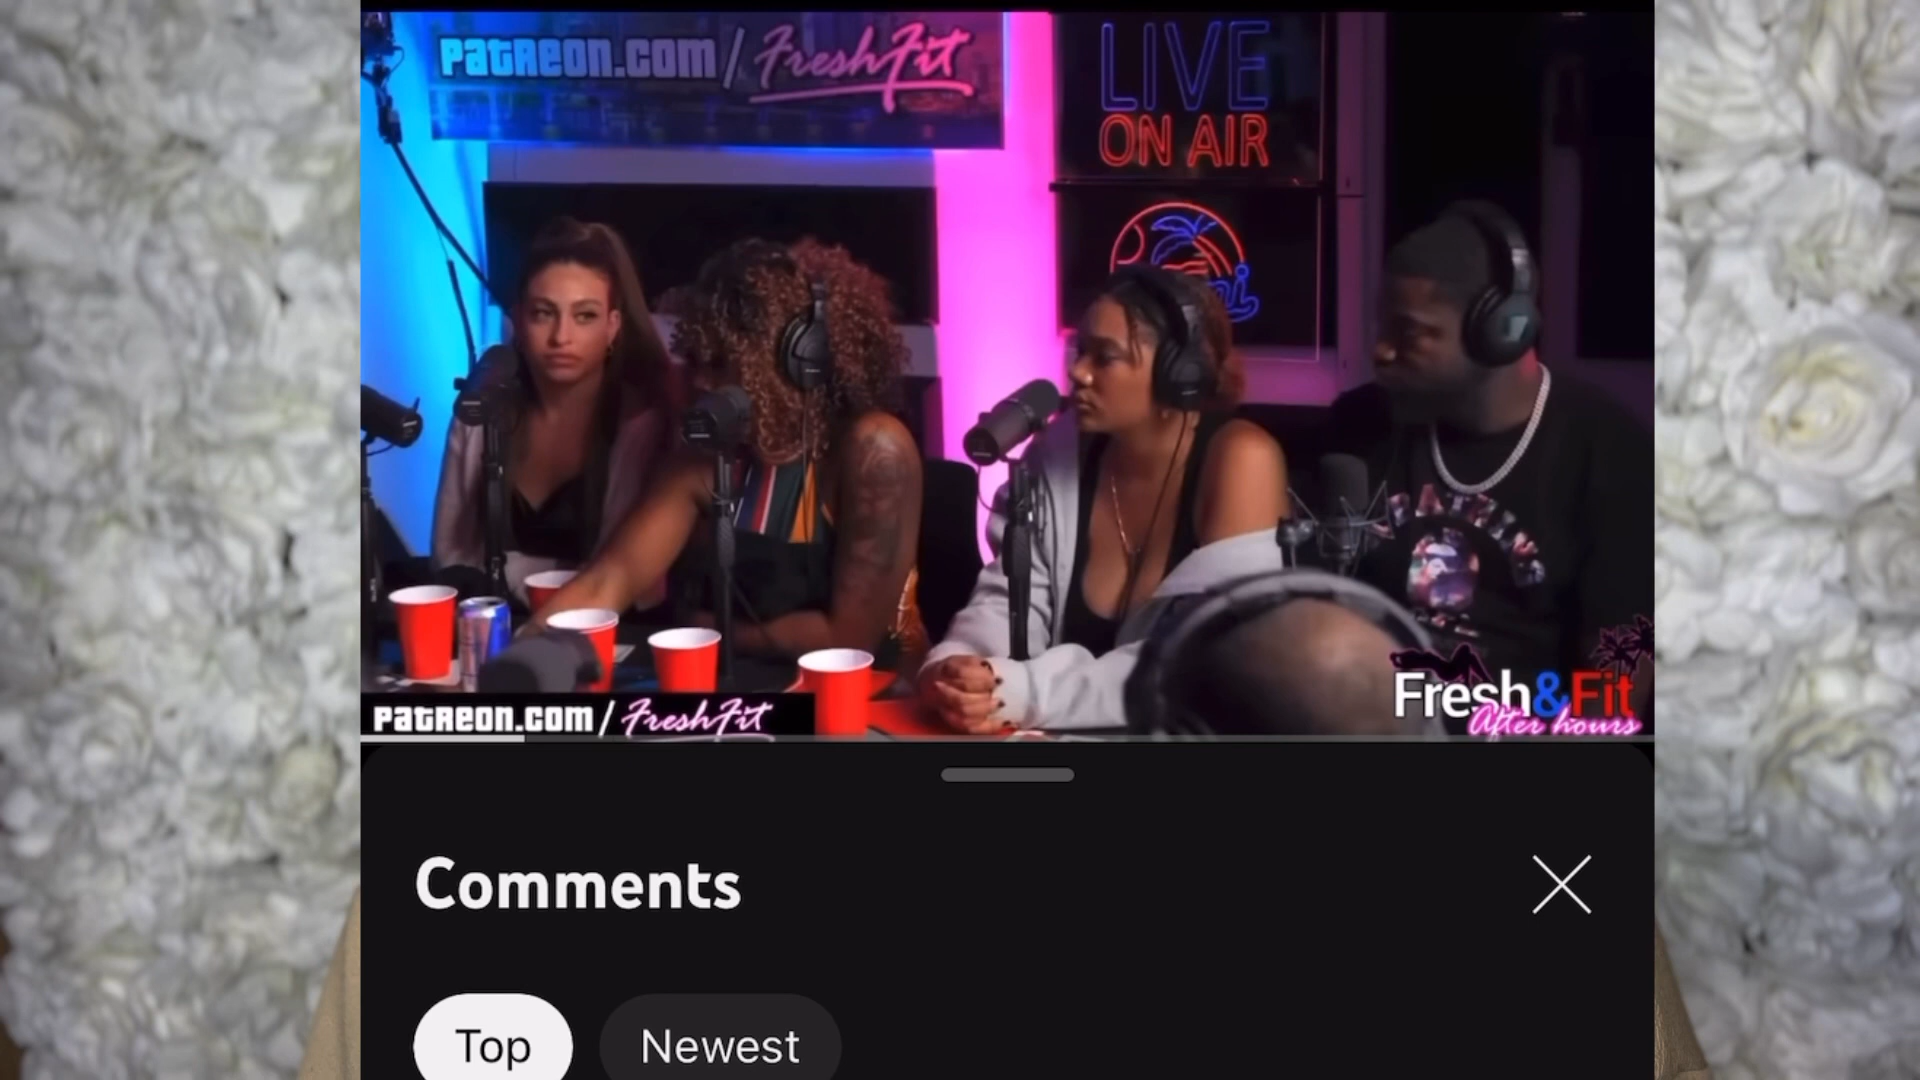 PATREON.COM/FreshFit
LIVE
ON AIR
PATREON.COM/FreshFit
Fresh&Fit
After hours
Comments
Top
Newest